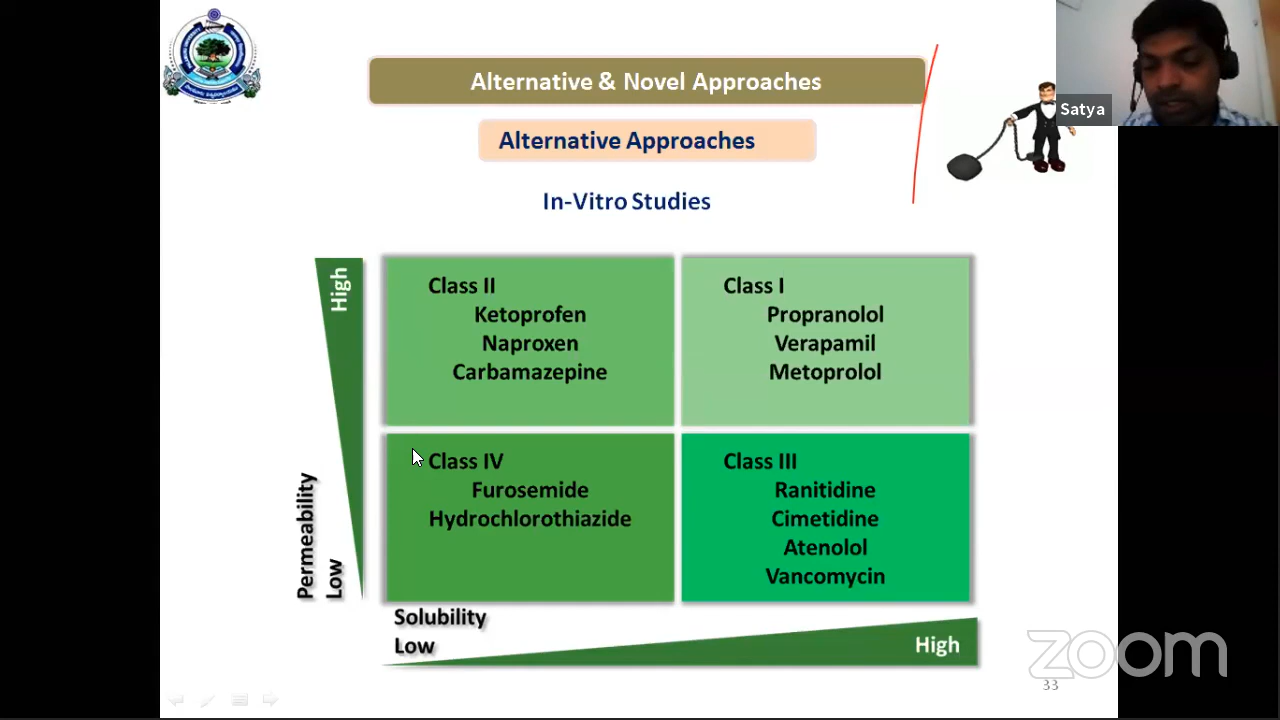 Alternative & Novel Approaches
Satya
Alternative Approaches
In-Vitro Studies
High
Class II
Ketoprofen
Naproxen
Carbamazepine
Class I
Propranolol
Verapamil
Metoprolol
Permeability
Low
Class IV
Furosemide
Hydrochlorothiazide
Class III
Ranitidine
Cimetidine
Atenolol
Vancomycin
Solubility
Low
High
zoom
33